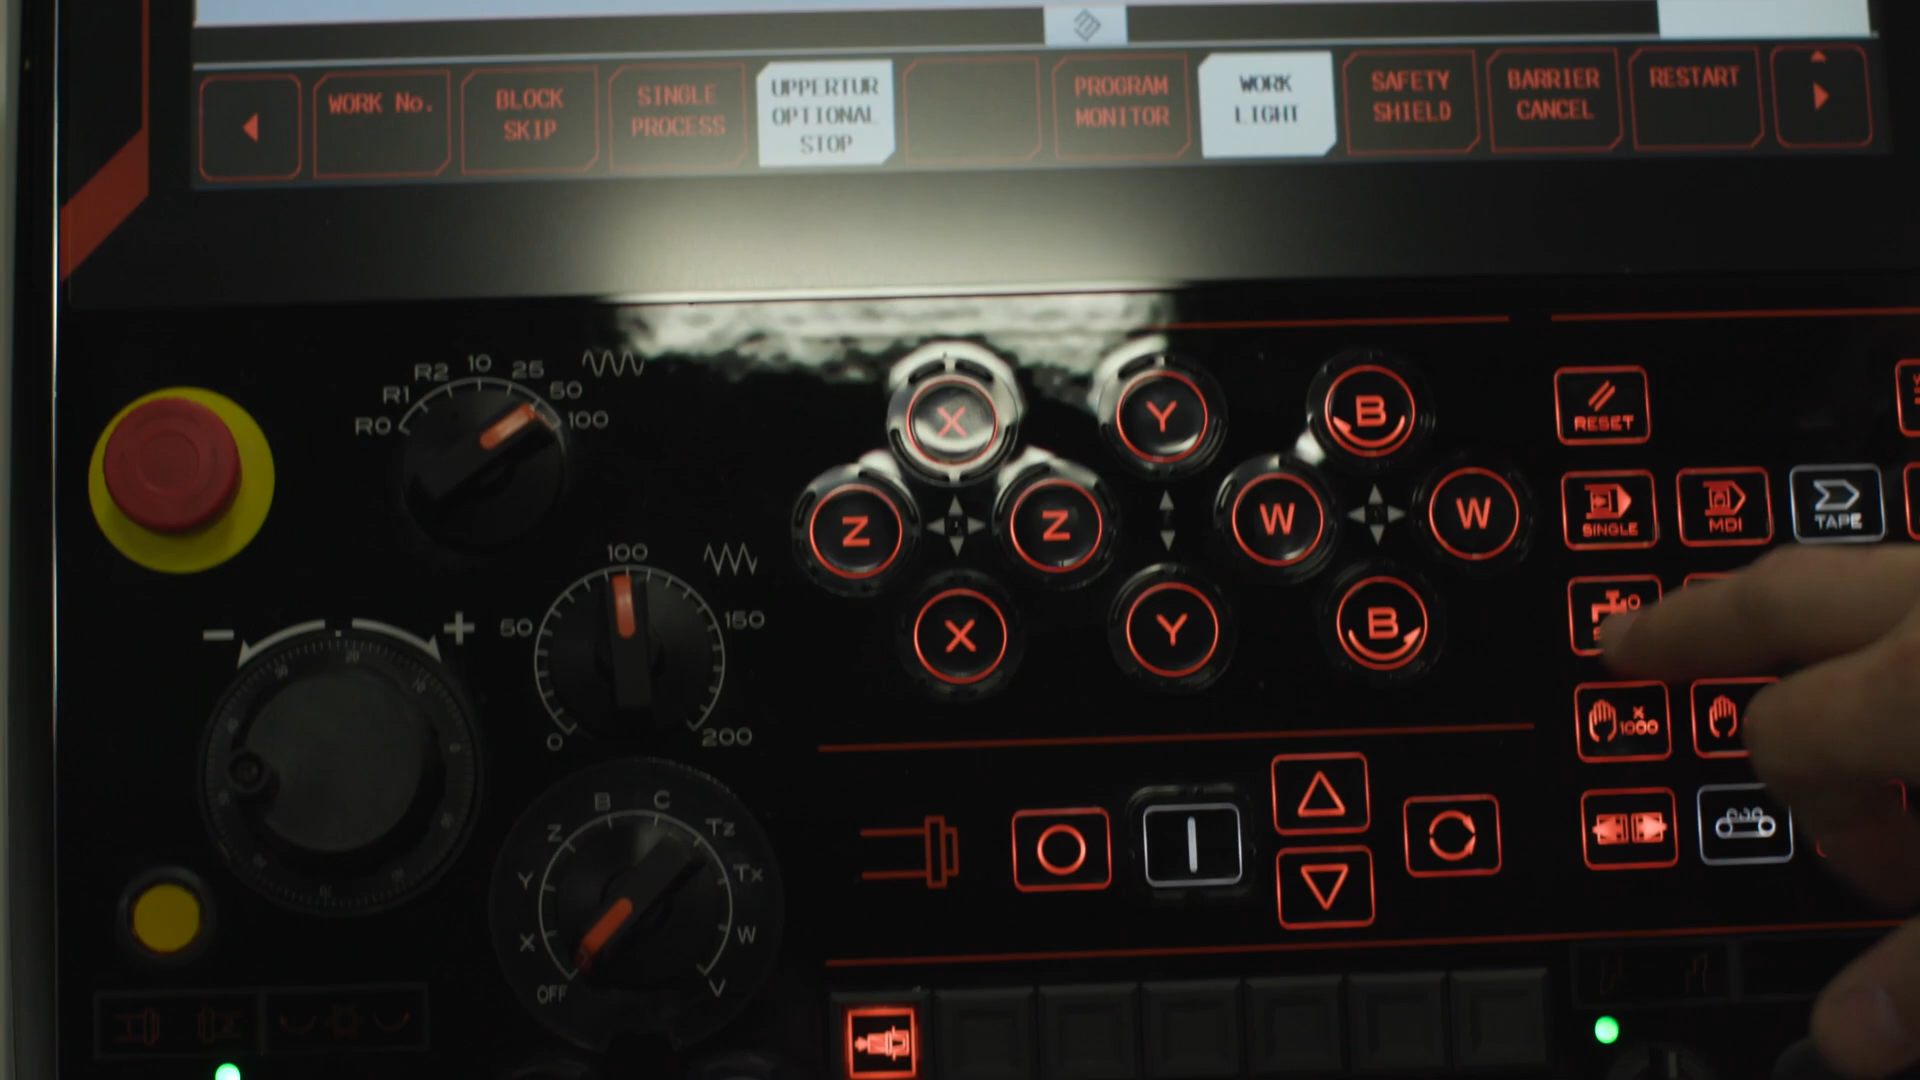 WORK No.
BLOCK
SKIP
SINGLE
PROCESS
UPPERTUR
OPTIONAL
STOP
PROGRAM
MONITOR
WORK
LIGHT
SAFETY
SHIELD
BARRIER
CANCEL
RESTART
R0
R1
R2
10
25
50
100
X
Y
B
RESET
Z
Z
W
W
SINGLE
MDI
TAPE
0
50
100
150
200
- +
X
Y
B
x
1000
OFF
X
Y
Z
B
C
Tz
Tx
W
V